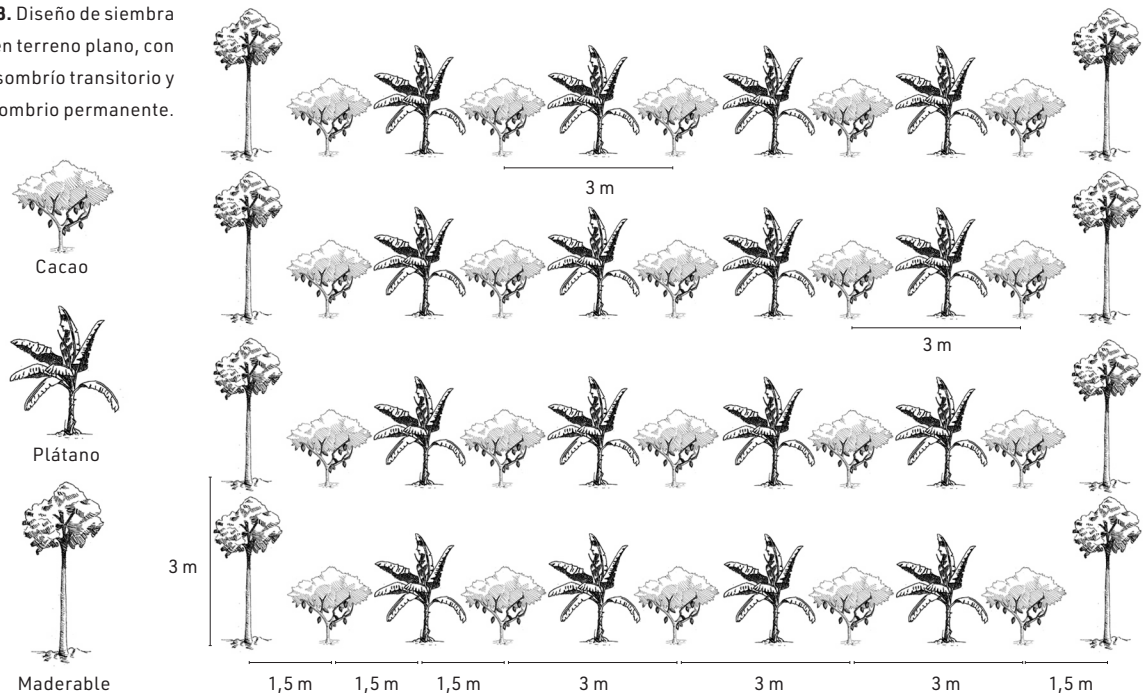 3. Diseño de siembra
en terreno plano, con
sombrío transitorio y
ombrio permanente.
Cacao
Plátano
Maderable
3 m
3 m
3 m
1,5 m 1,5 m 1,5 m 3 m 3 m 3 m 1,5 m